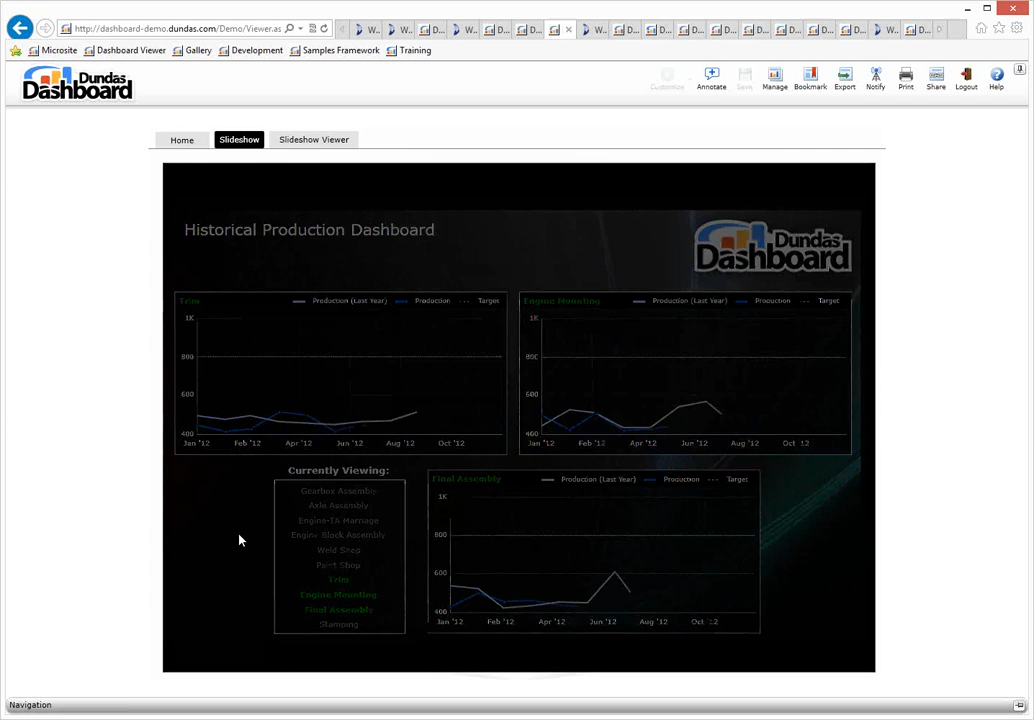 http://dashboard-demo.dundas.com/Demo/Viewer.as
W...
W...
D...
W...
D...
D...
W...
D...
D...
D...
D...
D...
D...
D...
W...
D...
Microsite
Dashboard Viewer
Gallery
Development
Samples Framework
Training
Dundas
Dashboard
Customize
Annotate
Save
Manage
Bookmark
Export
Notify
Print
Share
Logout
Help
Home
Slideshow
Slideshow Viewer
Historical Production Dashboard
Dundas
Dashboard
Trim
Production (Last Year)
Production
Target
1K
800
600
400
Jan '12
Feb '12
Apr '12
Jun '12
Aug '12
Oct '12
Engine Mounting
Production (Last Year)
Production
Target
1K
800
600
400
Jan '12
Feb '12
Apr '12
Jun '12
Aug '12
Oct '12
Currently Viewing:
Gearbox Assembly
Axle Assembly
Engine-TA Marriage
Engine Block Assembly
Weld Shop
Paint Shop
Trim
Engine Mounting
Final Assembly
Stamping
Final Assembly
Production (Last Year)
Production
Target
1K
800
600
400
Jan '12
Feb '12
Apr '12
Jun '12
Aug '12
Oct '12
Navigation